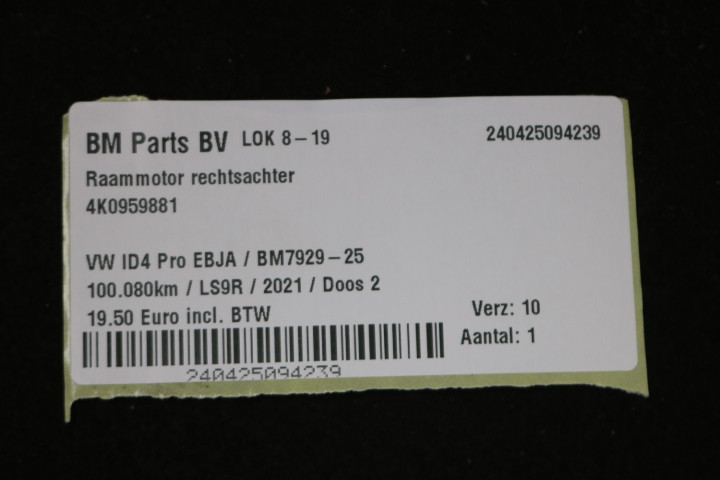 BM Parts BV LOK 8-19 240425094239
Raammotor rechtsachter
4K0959881
VW ID4 Pro EBJA / BM7929-25
100.080km / LS9R / 2021 / Doos 2
19.50 Euro incl. BTW
Verz: 10
Aantal: 1
240425094239